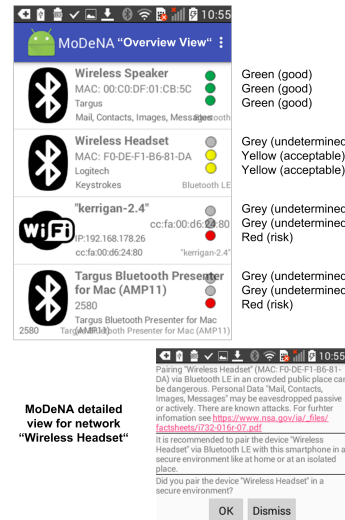 10:55
MoDeNA "Overview View"
Wireless Speaker
MAC: 00:C0:DF:01:CB:5C
Targus
Mail, Contacts, Images, Messages
Bluetooth
Green (good)
Green (good)
Green (good)
Wireless Headset
MAC: F0-DE-F1-B6-81-DA
Logitech
Keystrokes
Bluetooth LE
Grey (undetermined
Yellow (acceptable)
Yellow (acceptable)
"kerrigan-2.4"
cc:fa:00:d6:24:80
IP:192.168.178.26
cc:fa:00:d6:24:80
"kerrigan-2.4"
WiFi
Grey (undetermined
Grey (undetermined
Red (risk)
Targus Bluetooth Presenter
for Mac (AMP11)
2580
Targus Bluetooth Presenter for Mac
(AMP11)
2580
Targus Bluetooth Presenter for Mac (AMP11)
Grey (undetermined
Grey (undetermined
Red (risk)
MoDeNA detailed
view for network
"Wireless Headset"
10:55
Pairing "Wireless Headset" (MAC: F0-DE-F1-B6-81-
DA) via Bluetooth LE in an crowded public place can
be dangerous. Personal Data "Mail, Contacts,
Images, Messages" may be eavesdropped passive
or actively. There are known attacks. For furhter
infomation see https://www.nsa.gov/ia/_files/
factsheets/i732-016r-07.pdf
It is recommended to pair the device "Wireless
Headset" via Bluetooth LE with this smartphone in a
secure environment like at home or at an isolated
place.
Did you pair the device "Wireless Headset" in a
secure environment?
OK
Dismiss